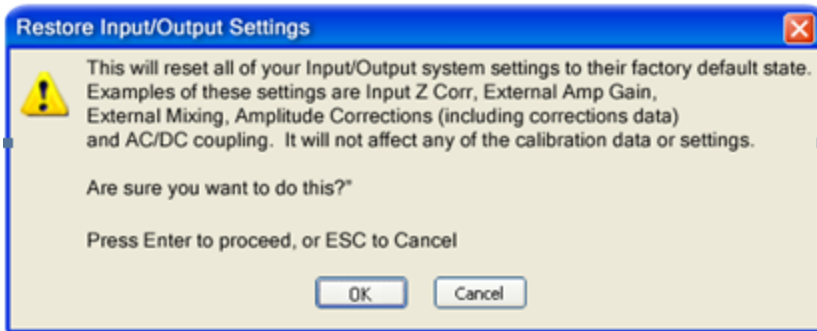 Restore Input/Output Settings
This will reset all of your Input/Output system settings to their factory default state.
Examples of these settings are Input Z Corr, External Amp Gain,
External Mixing, Amplitude Corrections (including corrections data)
and AC/DC coupling.  It will not affect any of the calibration data or settings.
Are sure you want to do this?"
Press Enter to proceed, or ESC to Cancel
OK Cancel